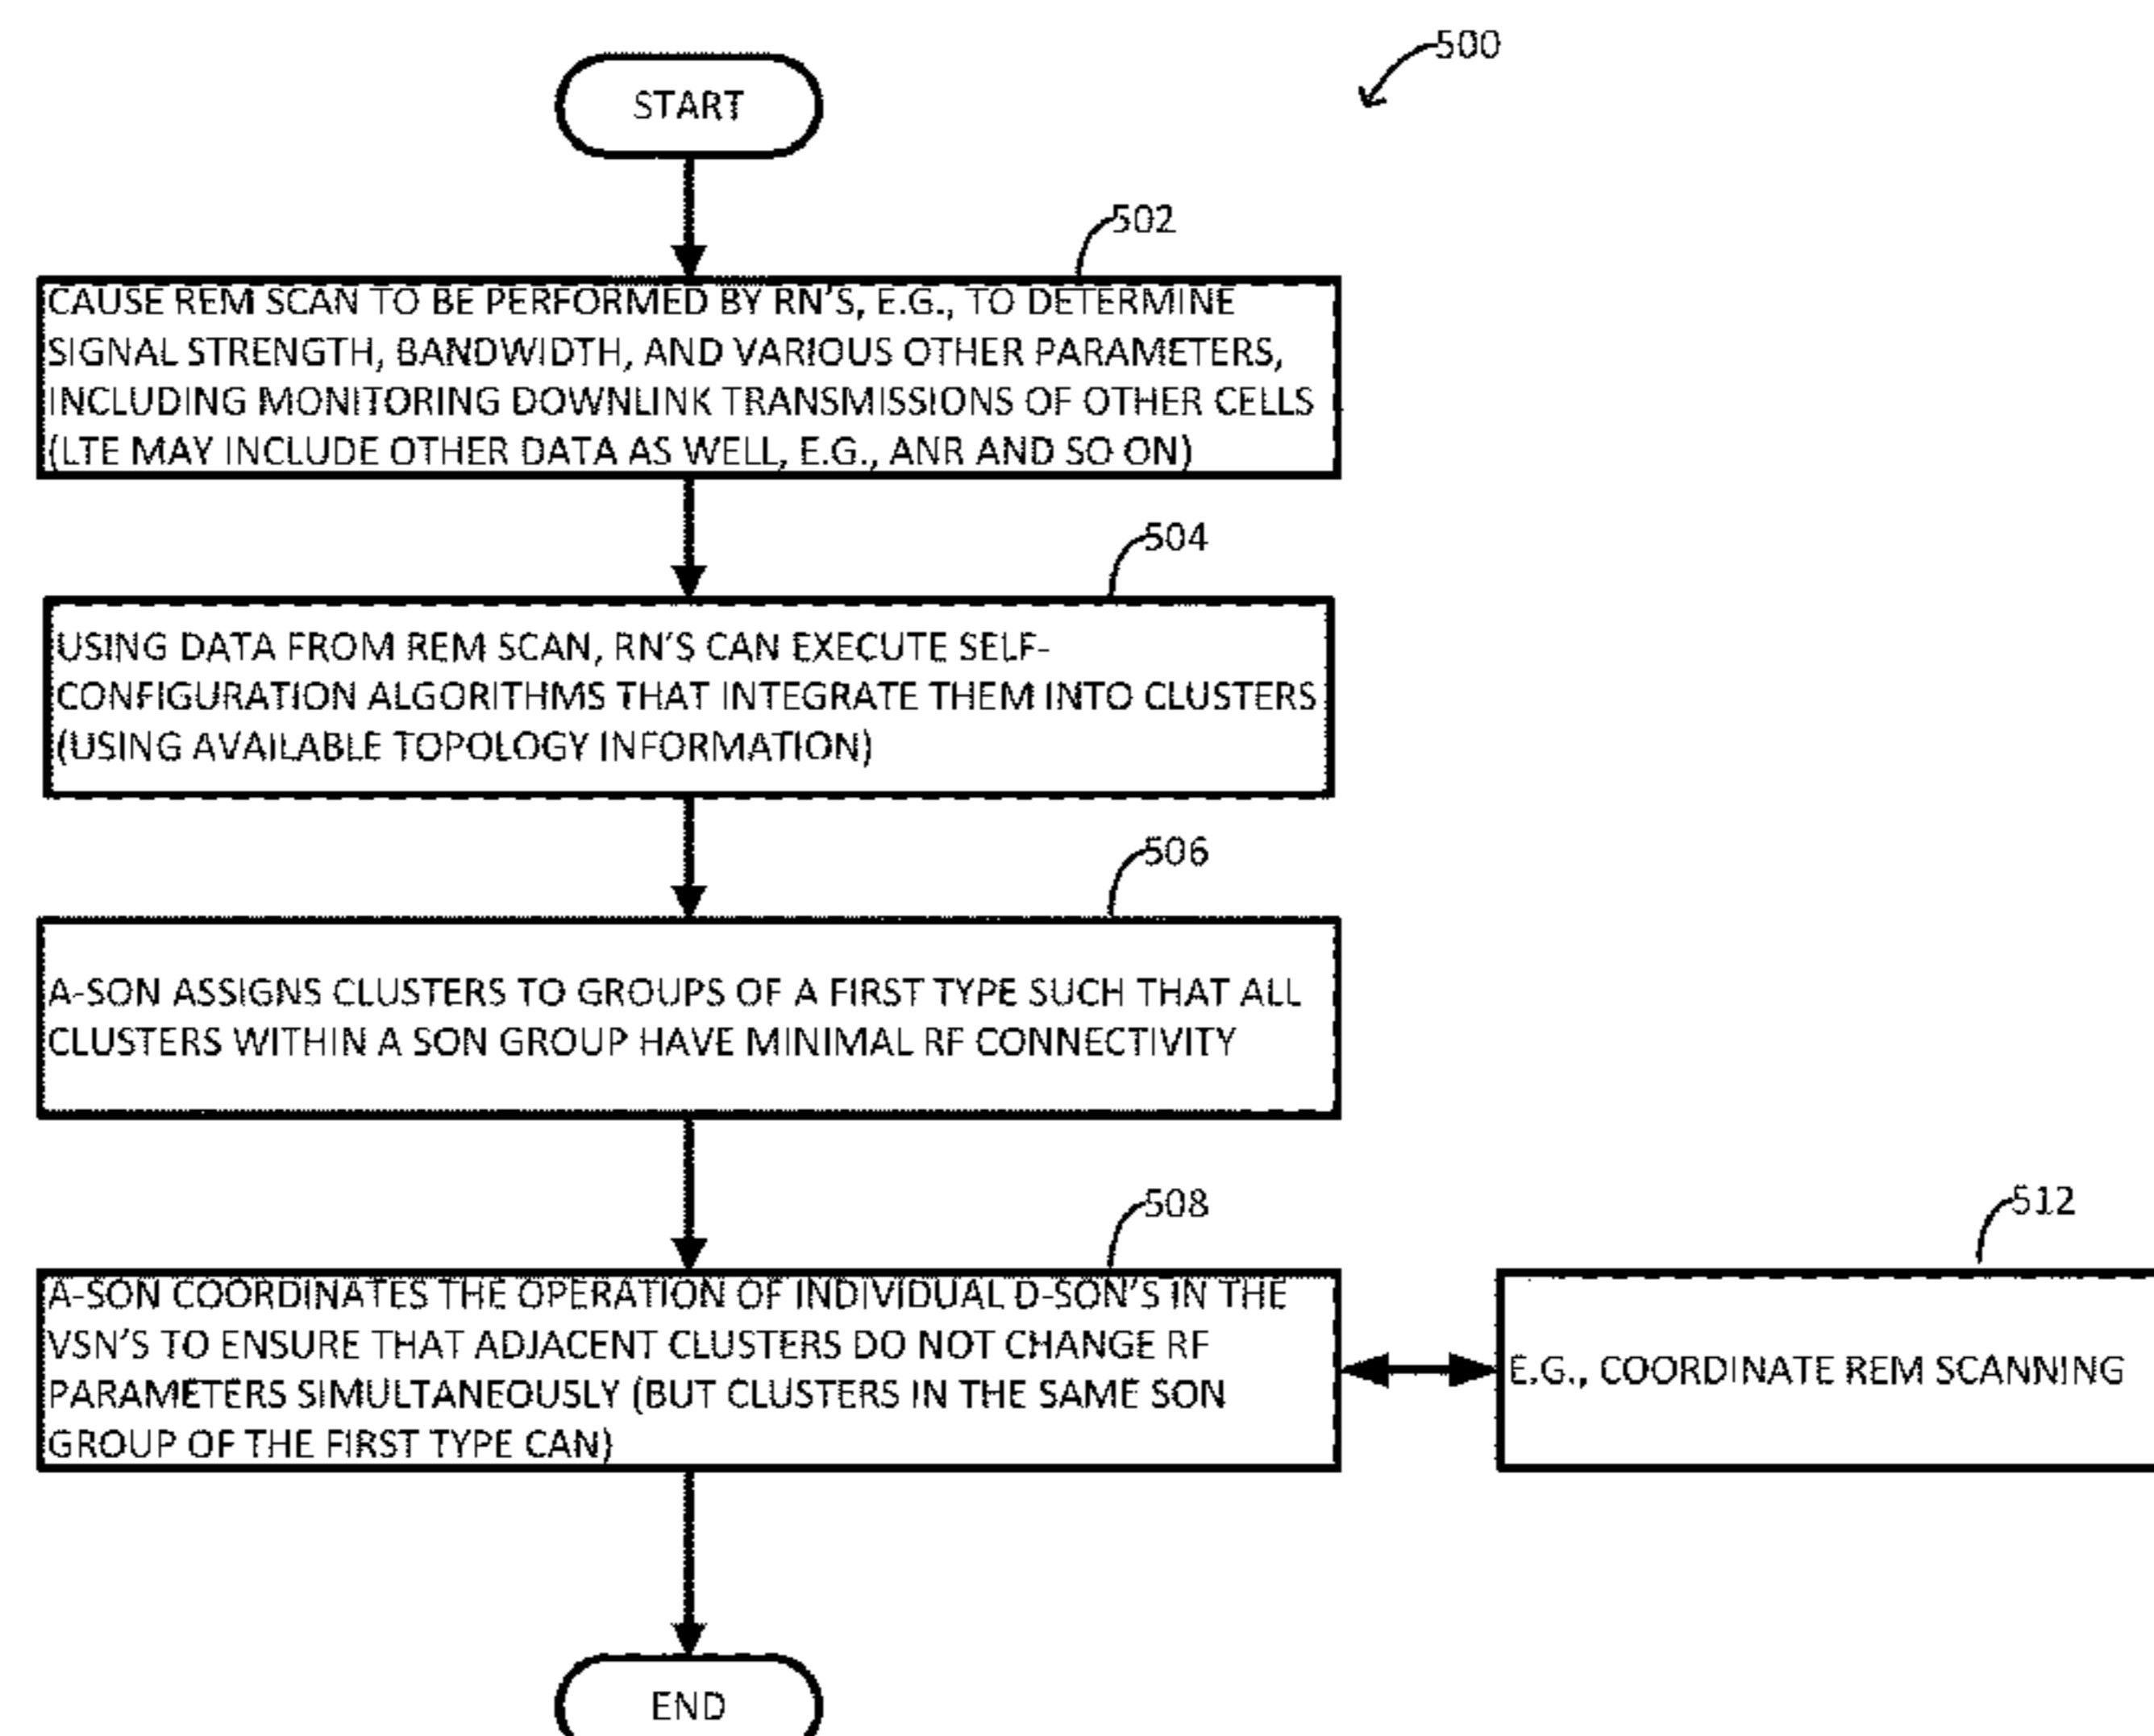 500
START
502
CAUSE REM SCAN TO BE PERFORMED BY RN'S, E.G., TO DETERMINE
SIGNAL STRENGTH, BANDWIDTH, AND VARIOUS OTHER PARAMETERS,
INCLUDING MONITORING DOWNLINK TRANSMISSIONS OF OTHER CELLS
(LTE MAY INCLUDE OTHER DATA AS WELL, E.G., ANR AND SO ON)
504
USING DATA FROM REM SCAN, RN'S CAN EXECUTE SELF-
CONFIGURATION ALGORITHMS THAT INTEGRATE THEM INTO CLUSTERS
(USING AVAILABLE TOPOLOGY INFORMATION)
506
A-SON ASSIGNS CLUSTERS TO GROUPS OF A FIRST TYPE SUCH THAT ALL
CLUSTERS WITHIN A SON GROUP HAVE MINIMAL RF CONNECTIVITY
508
A-SON COORDINATES THE OPERATION OF INDIVIDUAL D-SON'S IN THE
VSN'S TO ENSURE THAT ADJACENT CLUSTERS DO NOT CHANGE RF
PARAMETERS SIMULTANEOUSLY (BUT CLUSTERS IN THE SAME SON
GROUP OF THE FIRST TYPE CAN)
512
E.G., COORDINATE REM SCANNING
END